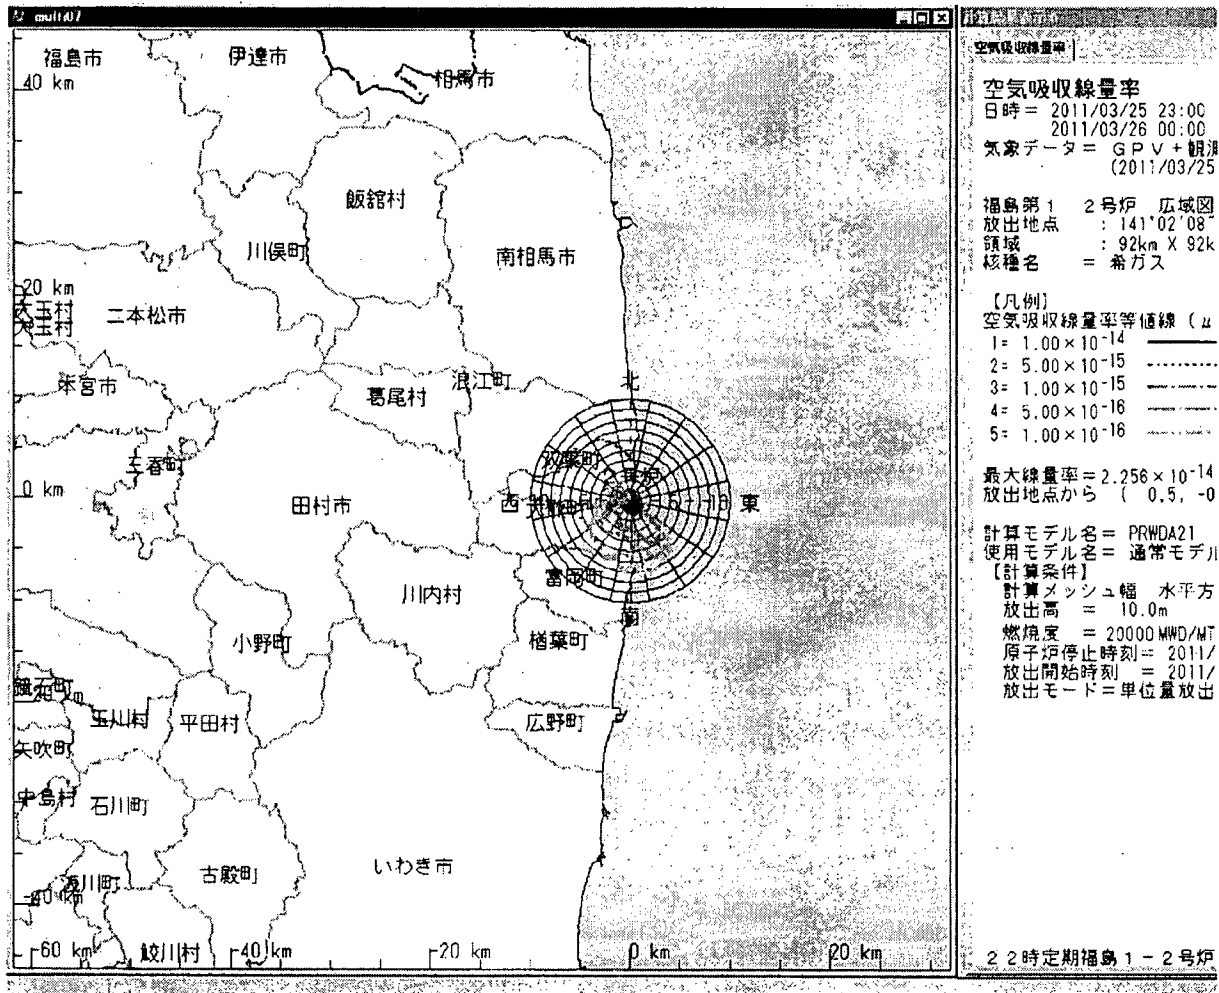 福島市
伊達市
相馬市
40 km
飯舘村
川俣町
南相馬市
20 km
大玉村
二本松市
本宮市
浪江町
葛尾村
北
三春町
双葉町
0 km
田村市
西
10
東
富岡町
川内村
南
小野町
楢葉町
玉川村
平田村
広野町
矢吹町
中島村
石川町
いわき市
古殿町
-40 km
60 km
鮫川村
40 km
20 km
0 km
20 km
空気吸収線量率
空気吸収線量率
日時= 2011/03/25 23:00
2011/03/26 00:00
気象データ= GPV+観測
(2011/03/25
福島第1 2号炉 広域図
放出地点 : 141°02'08"
領域 : 92km X 92k
核種名 = 希ガス
【凡例】
空気吸収線量率等値線 (μ
1= 1.00×10⁻¹⁴
2= 5.00×10⁻¹⁵
3= 1.00×10⁻¹⁵
4= 5.00×10⁻¹⁶
5= 1.00×10⁻¹⁶
最大線量率=2.256×10⁻¹⁴
放出地点から ( 0.5, -0
計算モデル名= PRWDA21
使用モデル名= 通常モデル
【計算条件】
計算メッシュ幅 水平方
放出高 = 10.0m
燃焼度 = 20000MWD/MT
原子炉停止時刻= 2011/
放出開始時刻 = 2011/
放出モード=単位量放出
22時定期福島1-2号炉